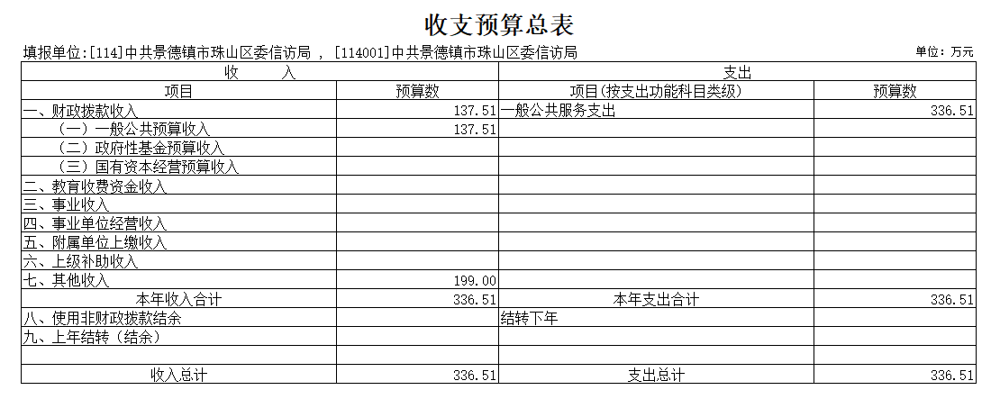 收支预算总表
填报单位:[114]中共景德镇市珠山区委信访局 , [114001]中共景德镇市珠山区委信访局 单位：万元
收 入 支出
项目 预算数 项目(按支出功能科目类级) 预算数
一、财政拨款收入 137.51 一般公共服务支出 336.51
（一）一般公共预算收入 137.51
（二）政府性基金预算收入
（三）国有资本经营预算收入
二、教育收费资金收入
三、事业收入
四、事业单位经营收入
五、附属单位上缴收入
六、上级补助收入
七、其他收入 199.00
本年收入合计 336.51 本年支出合计 336.51
八、使用非财政拨款结余 结转下年
九、上年结转（结余）
收入总计 336.51 支出总计 336.51